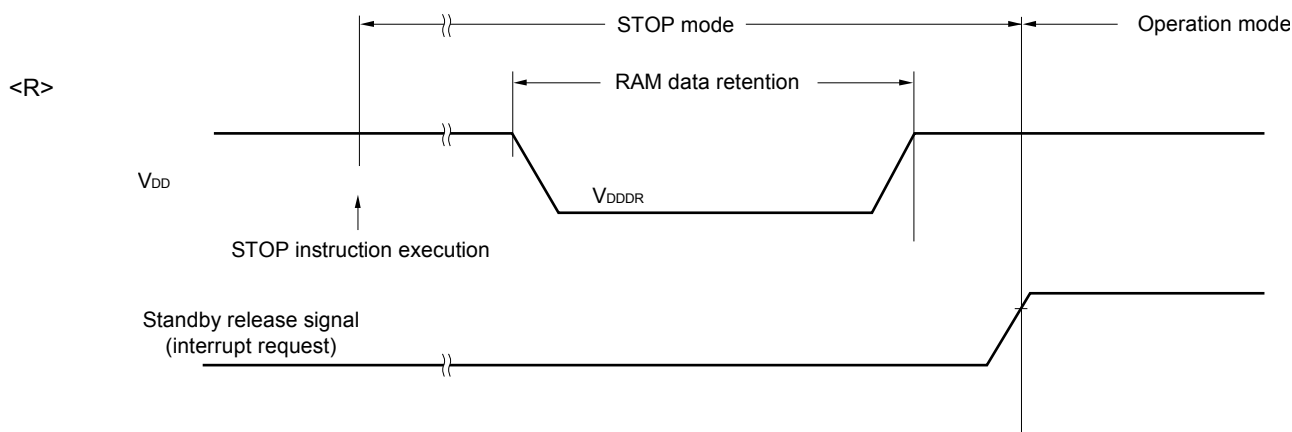 STOP mode
Operation mode
<R>
RAM data retention
VDD
VDDDR
STOP instruction execution
Standby release signal
(interrupt request)